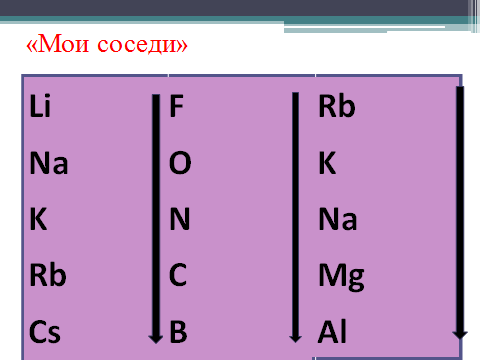 «Мои соседи»
Li F Rb
Na O K
K N Na
Rb C Mg
Cs B Al